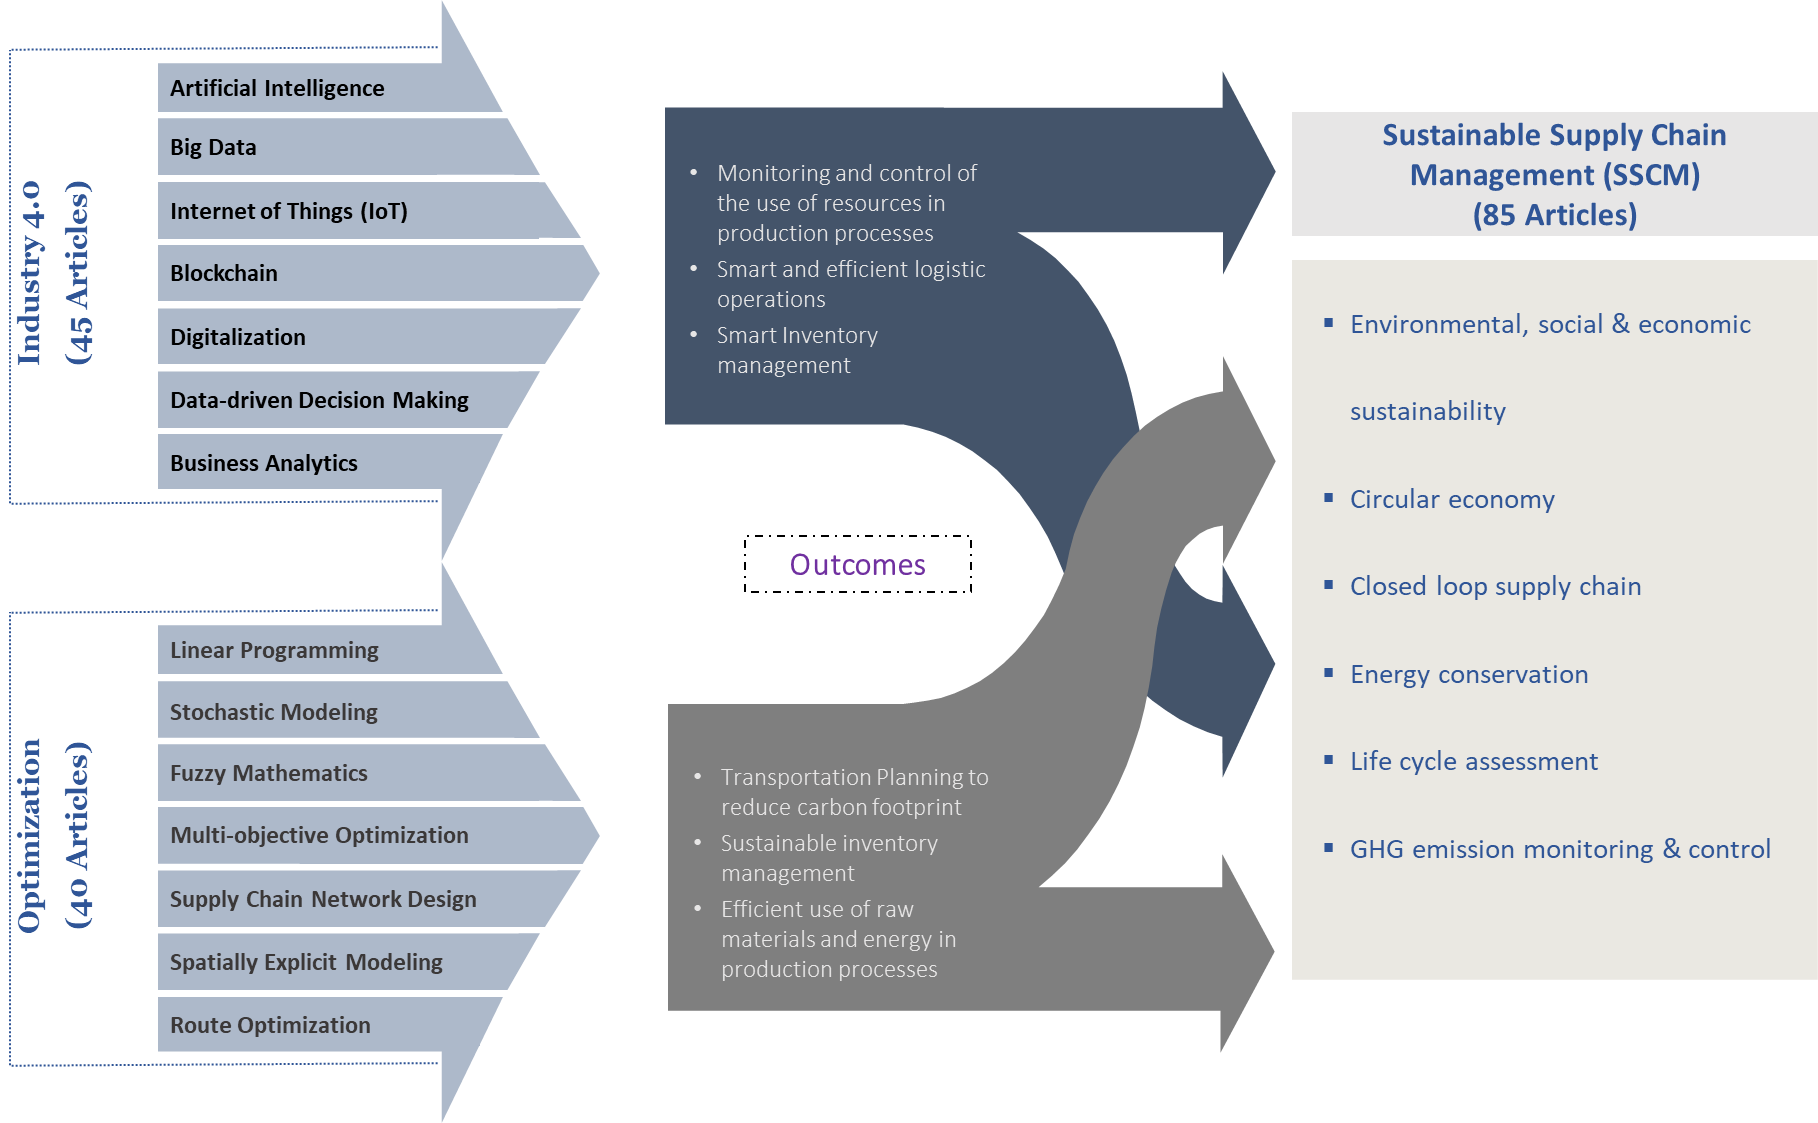 Industry 4.0
(45 Articles)
Artificial Intelligence
Big Data
Internet of Things (IoT)
Blockchain
Digitalization
Data-driven Decision Making
Business Analytics
Optimization
(40 Articles)
Linear Programming
Stochastic Modeling
Fuzzy Mathematics
Multi-objective Optimization
Supply Chain Network Design
Spatially Explicit Modeling
Route Optimization
• Monitoring and control of
the use of resources in
production processes
• Smart and efficient logistic
operations
• Smart Inventory
management
Outcomes
• Transportation Planning to
reduce carbon footprint
• Sustainable inventory
management
• Efficient use of raw
materials and energy in
production processes
Sustainable Supply Chain
Management (SSCM)
(85 Articles)
▪ Environmental, social & economic
sustainability
▪ Circular economy
▪ Closed loop supply chain
▪ Energy conservation
▪ Life cycle assessment
▪ GHG emission monitoring & control